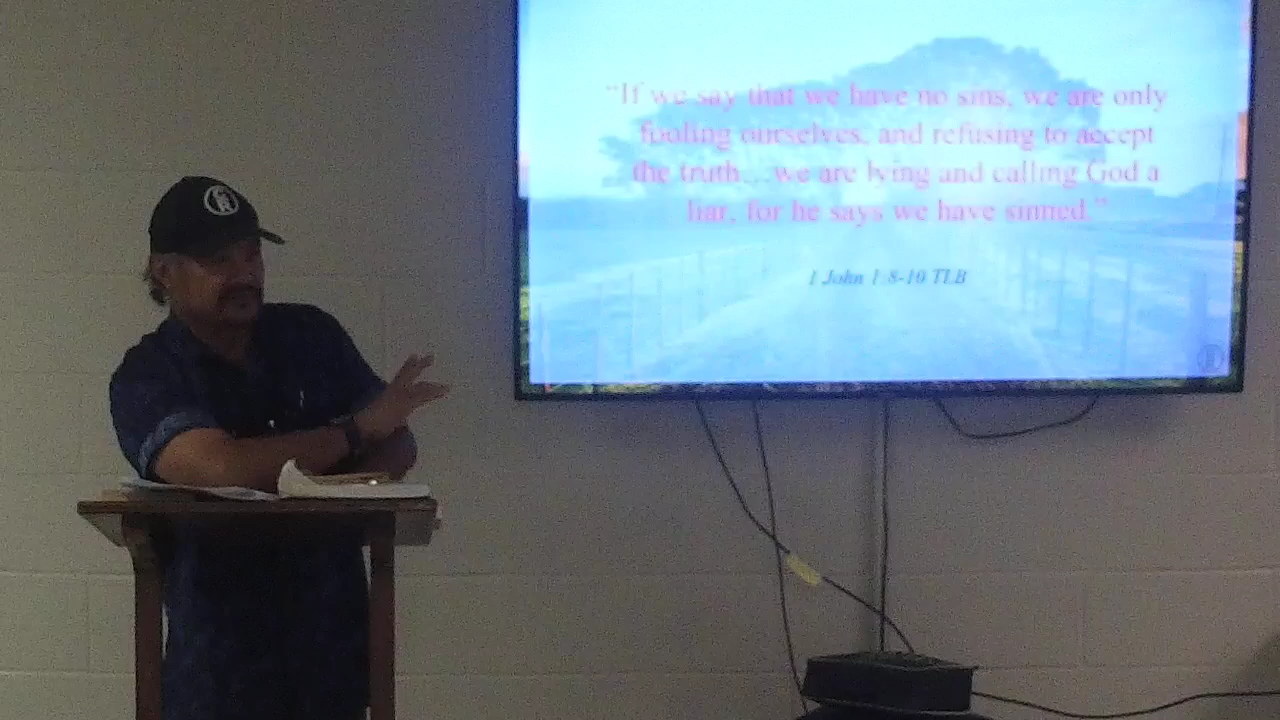 “If we say that we have no sins, we are only
fooling ourselves, and refusing to accept
the truth…we are lying and calling God a
liar, for he says we have sinned.”
1 John 1:8-10 TLB